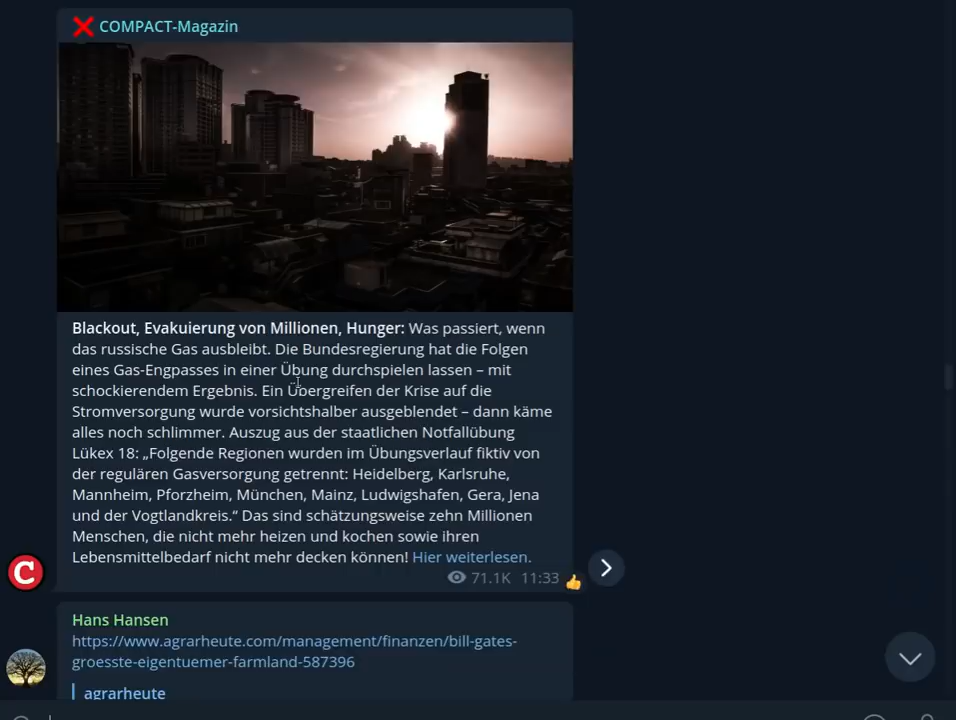 ❌ COMPACT-Magazin
Blackout, Evakuierung von Millionen, Hunger: Was passiert, wenn
das russische Gas ausbleibt. Die Bundesregierung hat die Folgen
eines Gas-Engpasses in einer Übung durchspielen lassen – mit
schockierendem Ergebnis. Ein Übergreifen der Krise auf die
Stromversorgung wurde vorsichtshalber ausgeblendet – dann käme
alles noch schlimmer. Auszug aus der staatlichen Notfallübung
Lükex 18: „Folgende Regionen wurden im Übungsverlauf fiktiv von
der regulären Gasversorgung getrennt: Heidelberg, Karlsruhe,
Mannheim, Pforzheim, München, Mainz, Ludwigshafen, Gera, Jena
und der Vogtlandkreis.“ Das sind schätzungsweise zehn Millionen
Menschen, die nicht mehr heizen und kochen sowie ihren
Lebensmittelbedarf nicht mehr decken können! Hier weiterlesen.
C
71.1K 11:33 👍
Hans Hansen
https://www.agrarheute.com/management/finanzen/bill-gates-
groesste-eigentuemer-farmland-587396
agrarheute